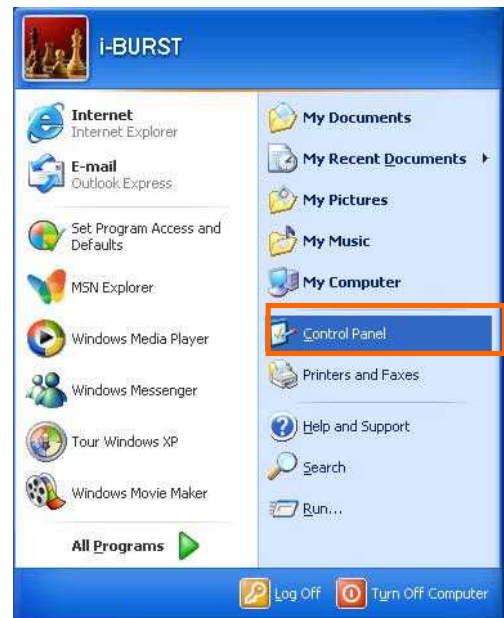 i-BURST
Internet
Internet Explorer
E-mail
Outlook Express
Set Program Access and
Defaults
MSN Explorer
Windows Media Player
Windows Messenger
Tour Windows XP
Windows Movie Maker
All Programs
My Documents
My Recent Documents
My Pictures
My Music
My Computer
Control Panel
Printers and Faxes
Help and Support
Search
Run...
Log Off
Turn Off Computer